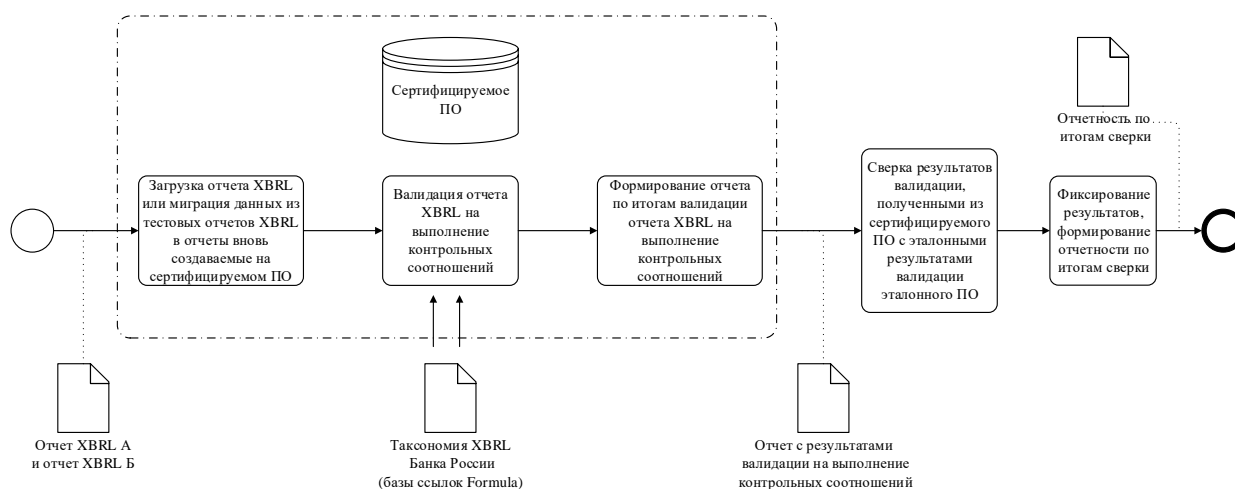 Сертифицируемое
ПО
Отчетность по
итогам сверки
Загрузка отчета XBRL
или миграция данных из
тестовых отчетов XBRL
в отчеты вновь
создаваемые на
сертифицируемом ПО
Валидация отчета
XBRL на
выполнение
контрольных
соотношений
Формирование отчета
по итогам валидации
отчета XBRL на
выполнение
контрольных
соотношений
Сверка результатов
валидации,
полученными из
сертифицируемого
ПО с эталонными
результатами
валидации
эталонного ПО
Фиксирование
результатов,
формирование
отчетности по
итогам сверки
Отчет XBRL А
и отчет XBRL Б
Таксономия XBRL
Банка России
(базы ссылок Formula)
Отчет с результатами
валидации на выполнение
контрольных соотношений